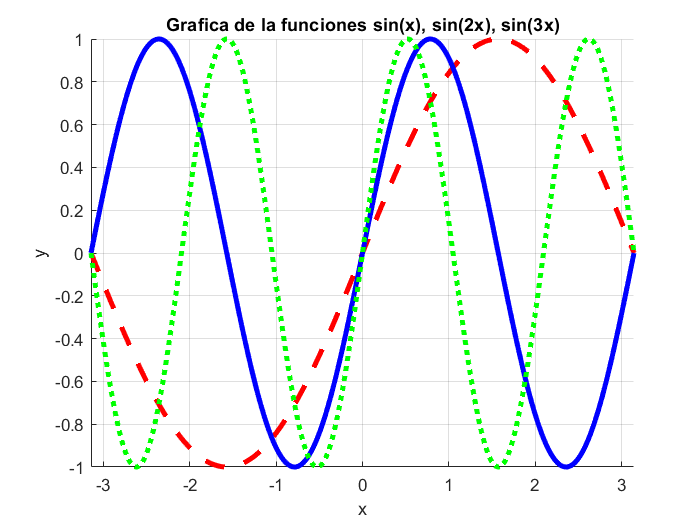 Grafica de la funciones sin(x), sin(2x), sin(3x)
1
0.8
0.6
0.4
0.2
0
-0.2
-0.4
-0.6
-0.8
-1
y
-3 -2 -1 0 1 2 3
x